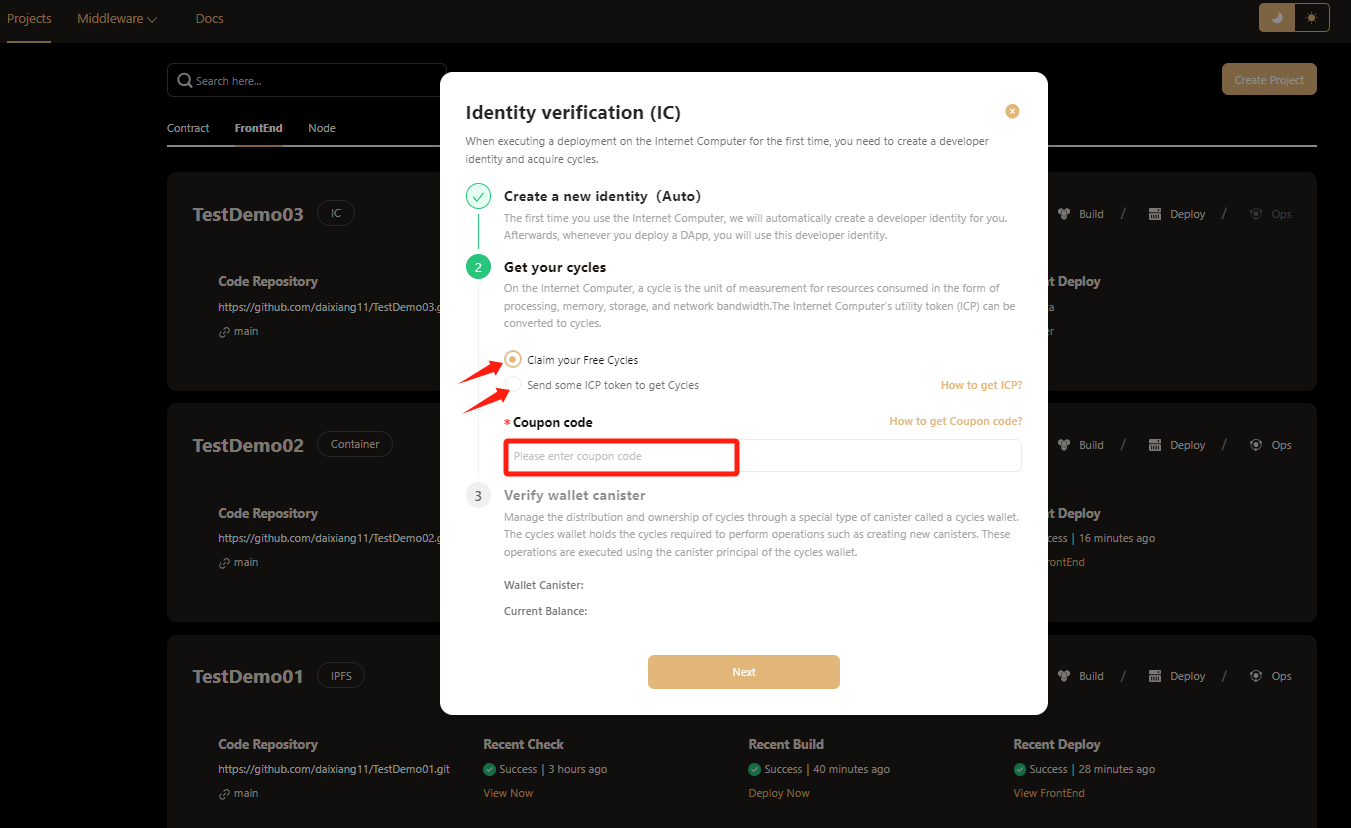 Projects Middleware Docs
Search here...
Create Project
Contract FrontEnd Node
Identity verification (IC)
When executing a deployment on the Internet Computer for the first time, you need to create a developer
identity and acquire cycles.
Create a new identity（Auto）
The first time you use the Internet Computer, we will automatically create a developer identity for you.
Afterwards, whenever you deploy a DApp, you will use this developer identity.
2 Get your cycles
On the Internet Computer, a cycle is the unit of measurement for resources consumed in the form of
processing, memory, storage, and network bandwidth.The Internet Computer's utility token (ICP) can be
converted to cycles.
Claim your Free Cycles
Send some ICP token to get Cycles How to get ICP?
* Coupon code How to get Coupon code?
Please enter coupon code
3 Verify wallet canister
Manage the distribution and ownership of cycles through a special type of canister called a cycles wallet.
The cycles wallet holds the cycles required to perform operations such as creating new canisters. These
operations are executed using the canister principal of the cycles wallet.
Wallet Canister:
Current Balance:
Next
TestDemo03 IC Build / Deploy / Ops
Code Repository t Deploy
https://github.com/daixiang11/TestDemo03.g
main
TestDemo02 Container Build / Deploy / Ops
Code Repository t Deploy
https://github.com/daixiang11/TestDemo02.g cess | 16 minutes ago
main rontEnd
TestDemo01 IPFS Build / Deploy / Ops
Code Repository Recent Check Recent Build Recent Deploy
https://github.com/daixiang11/TestDemo01.git Success | 3 hours ago Success | 40 minutes ago Success | 28 minutes ago
main View Now Deploy Now View FrontEnd